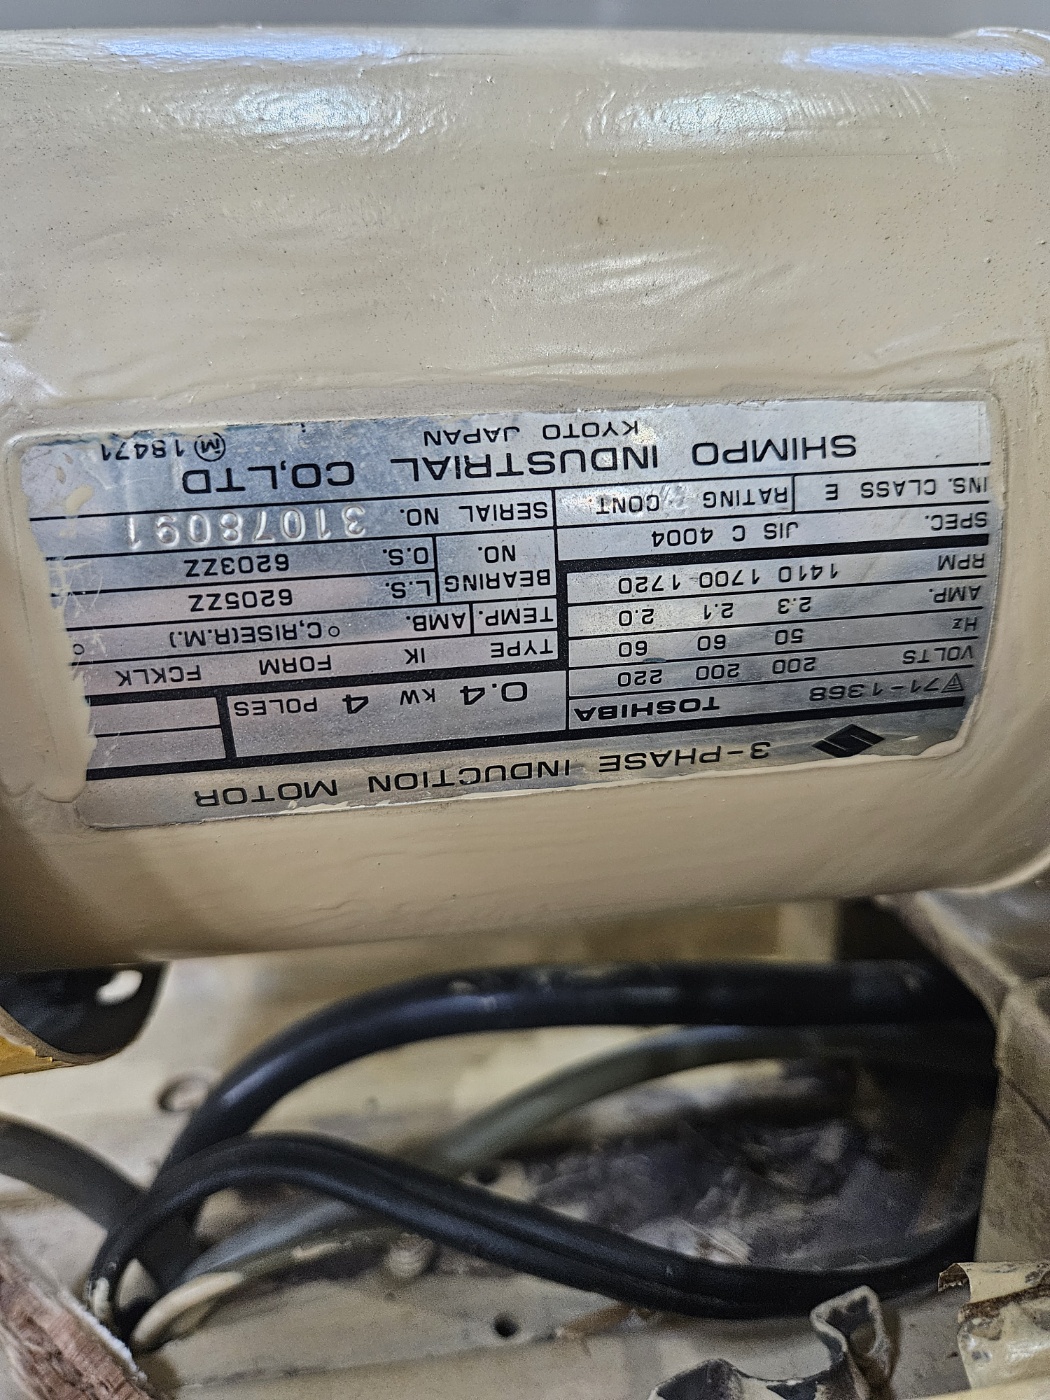 3-PHASE INDUCTION MOTOR
▽71-1368 TOSHIBA
0.4 KW 4 POLES
VOLTS 200 200 220
Hz 50 60 60
AMP. 2.3 2.1 2.0
RPM 1410 1700 1720
SPEC. JIS C 4004
INS. CLASS E RATING CONT.
TYPE IK FORM FCKLK
TEMP. AMB. °C,RISE(R.M.) °C
BEARING NO. L.S. 6205ZZ
O.S. 6203ZZ
SERIAL NO. 31078091
SHIMPO INDUSTRIAL CO,LTD
KYOTO JAPAN Ⓜ 18471